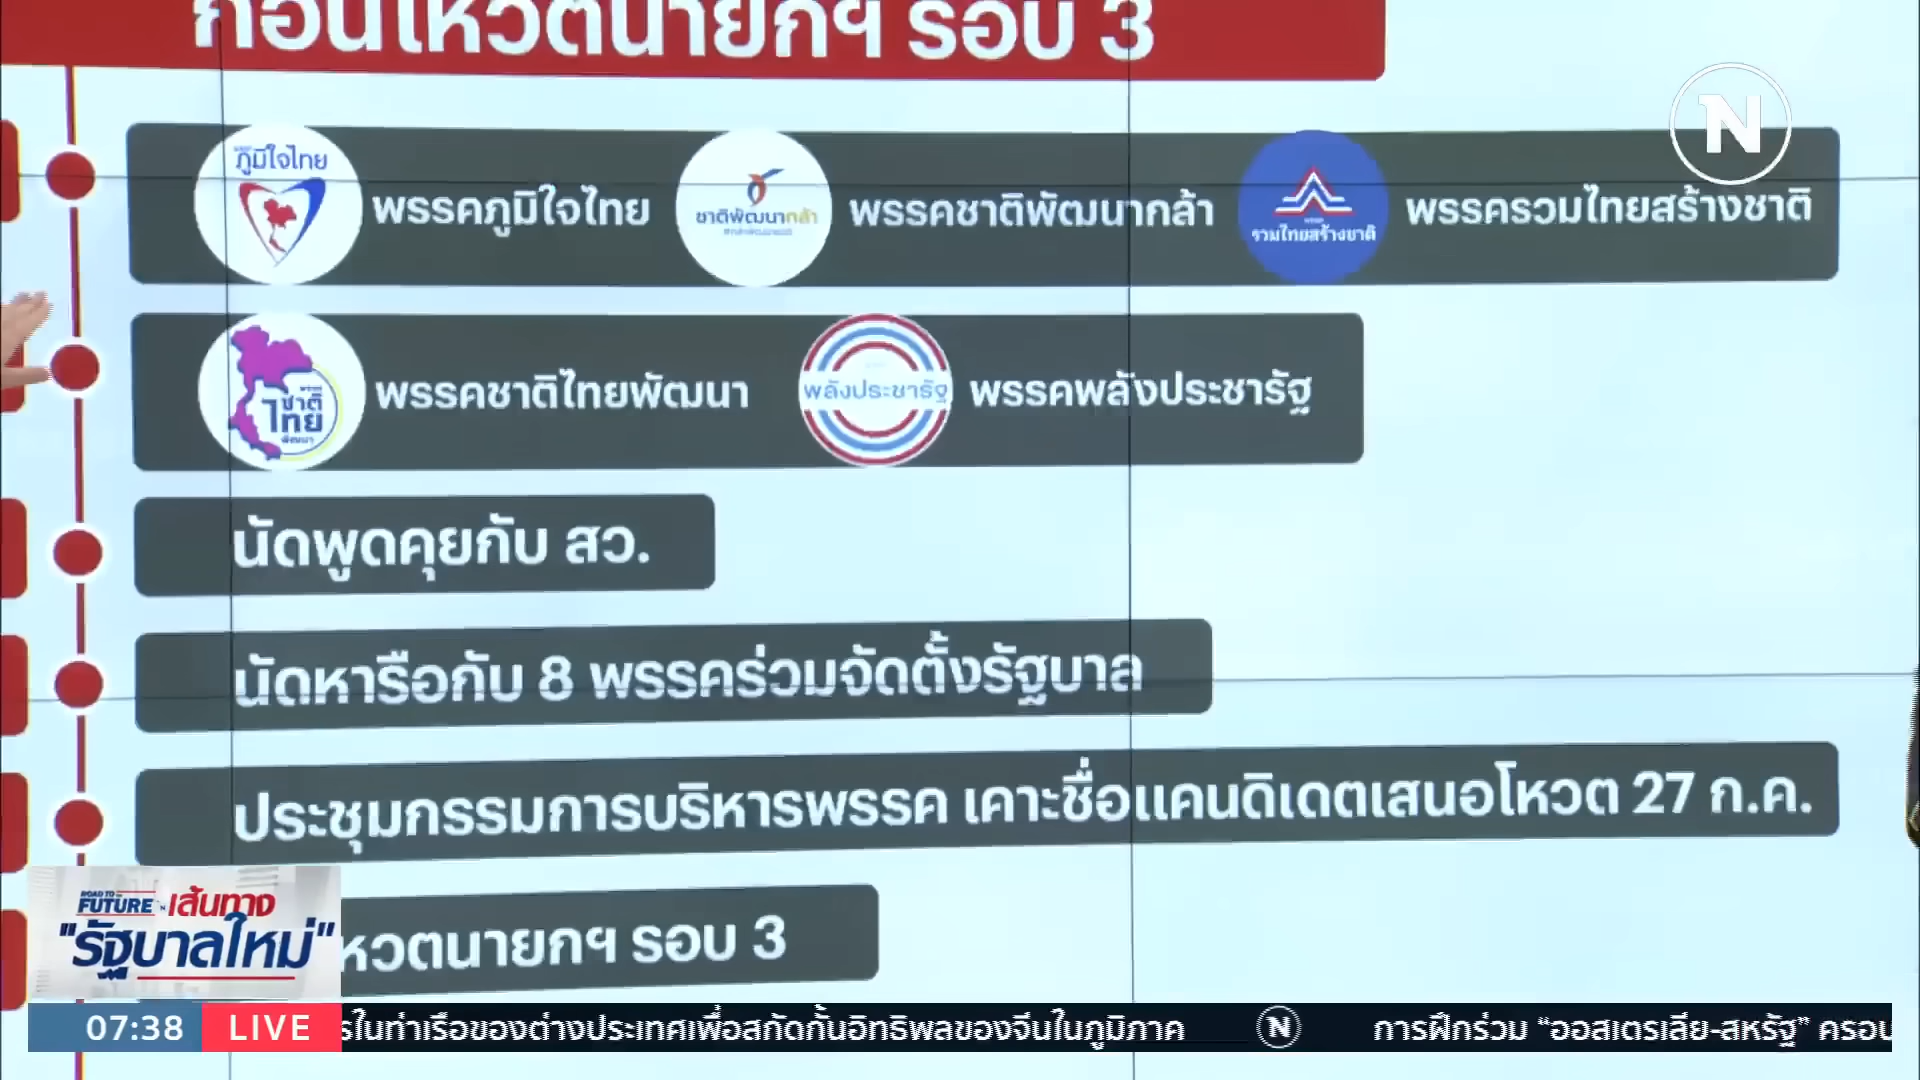 ก่อนโหวตนายกฯ รอบ 3
N
ภูมิใจไทย
พรรคภูมิใจไทย
ชาติพัฒนากล้า
พรรคชาติพัฒนากล้า
รวมไทยสร้างชาติ
พรรครวมไทยสร้างชาติ
ชาติ
ไทย
พัฒนา
พรรคชาติไทยพัฒนา
พลังประชารัฐ
พรรคพลังประชารัฐ
นัดพูดคุยกับ สว.
นัดหารือกับ 8 พรรคร่วมจัดตั้งรัฐบาล
ประชุมกรรมการบริหารพรรค เคาะชื่อแคนดิเดตเสนอโหวต 27 ก.ค.
หวตนายกฯ รอบ 3
ROAD TO
FUTURE เส้นทาง
"รัฐบาลใหม่"
07:38 LIVE รในท่าเรือของต่างประเทศเพื่อสกัดกั้นอิทธิพลของจีนในภูมิภาค N การฝึกร่วม “ออสเตรเลีย-สหรัฐ” ครอบ